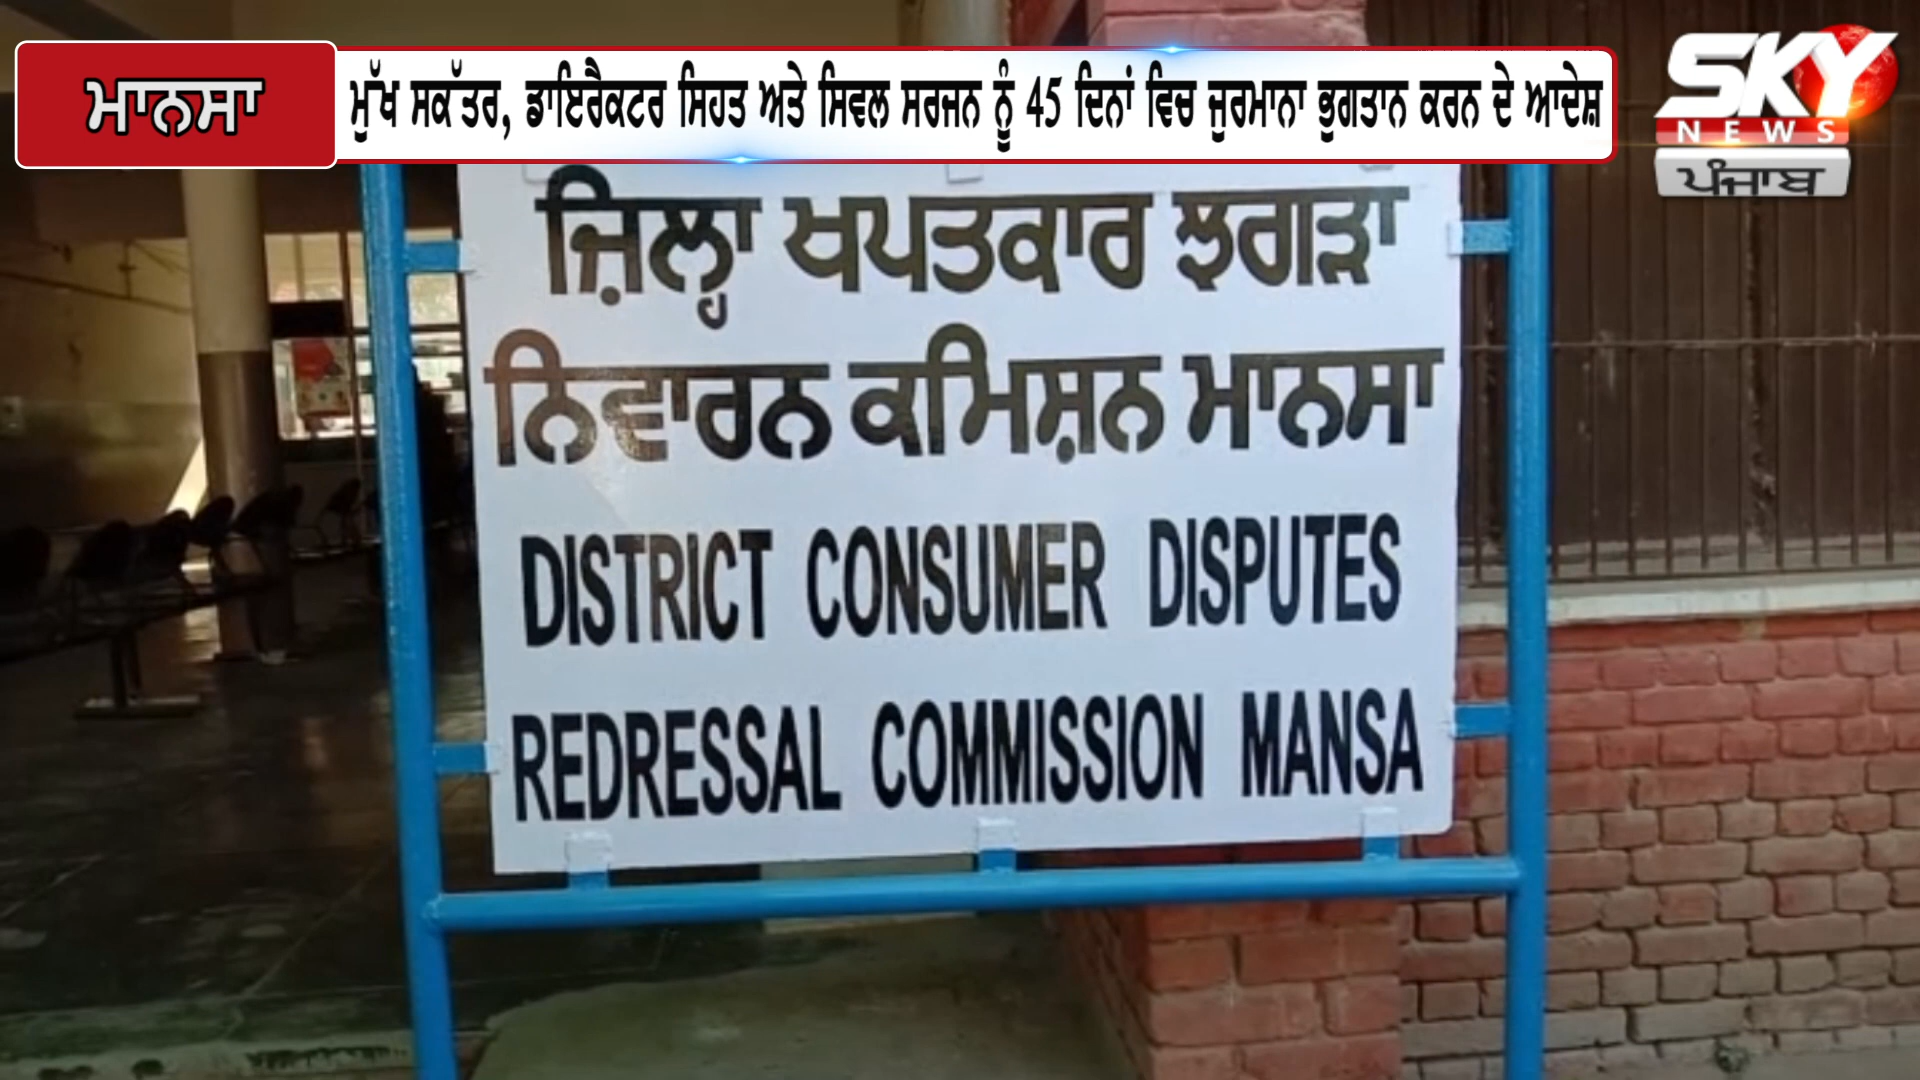 ਮਾਨਸਾ
ਮੁੱਖ ਸਕੱਤਰ, ਡਾਇਰੈਕਟਰ ਸਿਹਤ ਅਤੇ ਸਿਵਲ ਸਰਜਨ ਨੂੰ 45 ਦਿਨਾਂ ਵਿਚ ਜੁਰਮਾਨਾ ਭੁਗਤਾਨ ਕਰਨ ਦੇ ਆਦੇਸ਼
SKY
NEWS
ਪੰਜਾਬ
ਜ਼ਿਲ੍ਹਾ ਖਪਤਕਾਰ ਝਗੜਾ
ਨਿਵਾਰਨ ਕਮਿਸ਼ਨ ਮਾਨਸਾ
DISTRICT CONSUMER DISPUTES
REDRESSAL COMMISSION MANSA